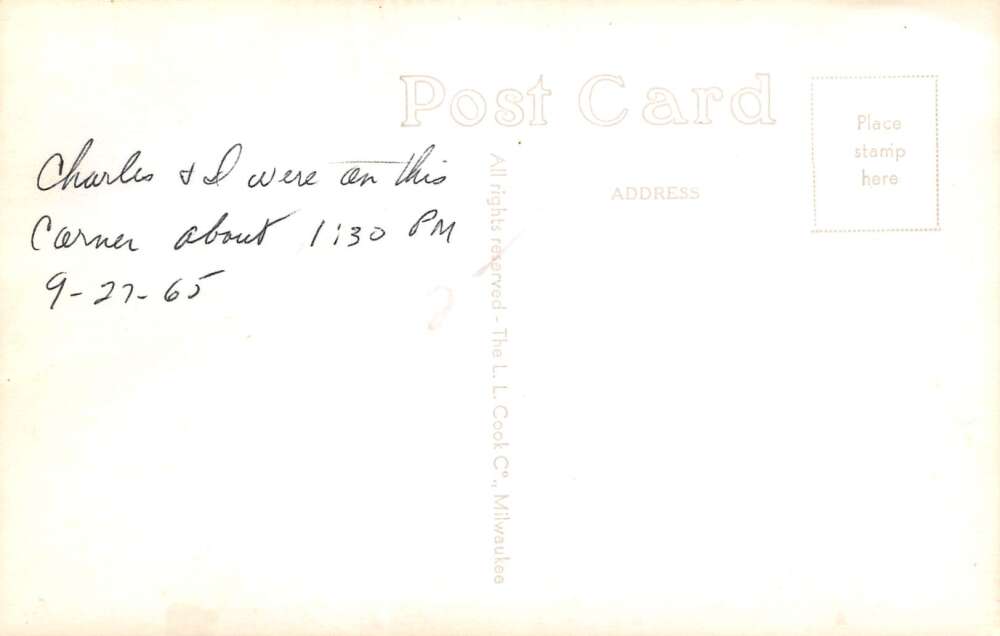 Post Card
Place
stamp
here
ADDRESS
Charles & I were on this
Corner about 1:30 PM
9-27-65
All rights reserved - The L. L. Cook Co., Milwaukee